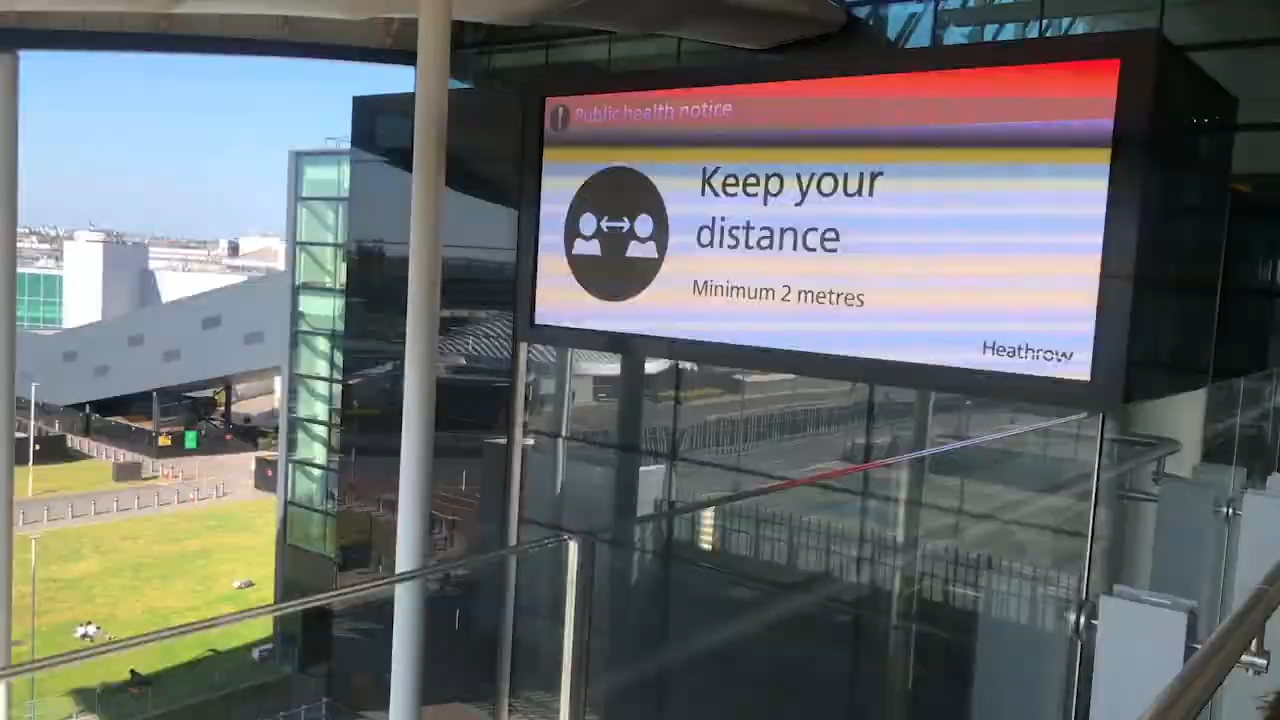 Public health notice
Keep your
distance
Minimum 2 metres
Heathrow